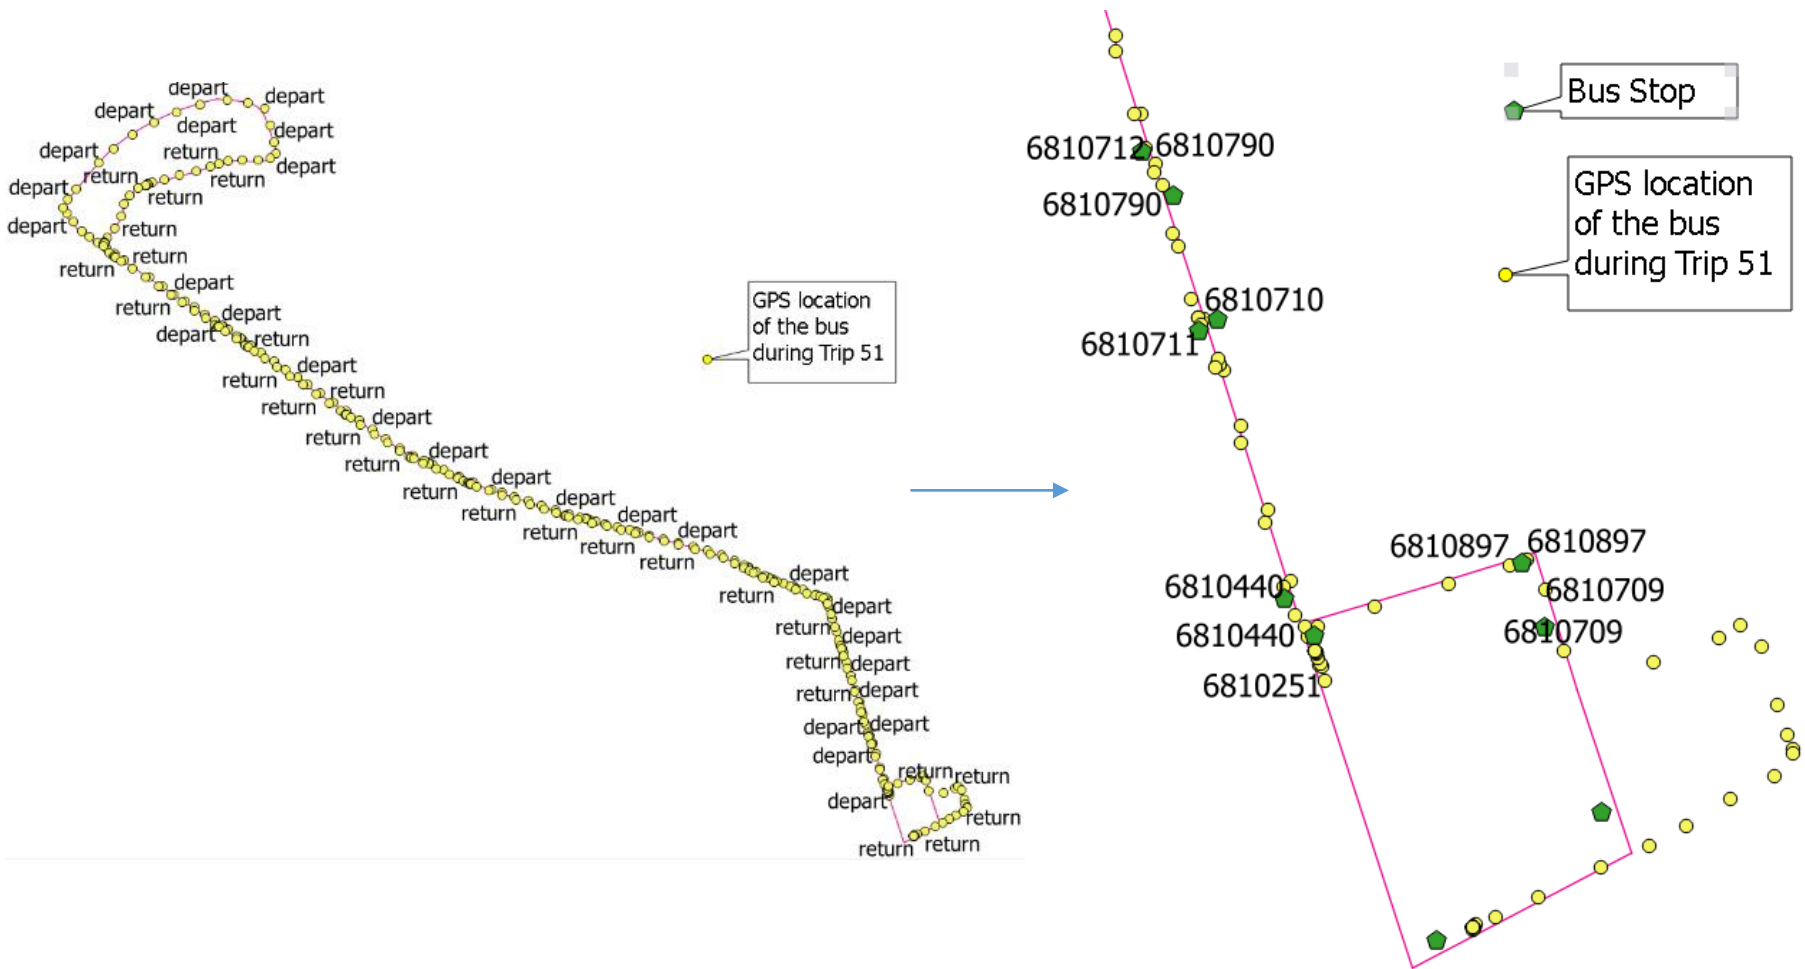 depart
depart
depart
depart
depart
depart
return
depart
return
return
depart
return
depart
return
return
return
depart
return
depart
depart
return
depart
return
return
return
depart
return
depart
return
depart
return
depart
return
depart
return
depart
return
depart
return
depart
return
depart
return
depart
return
depart
return
depart
depart
depart
depart
return
return
depart
return
return
return
GPS location
of the bus
during Trip 51
6810712
6810790
6810790
6810710
6810711
6810897
6810897
6810440
6810709
6810440
6810709
6810251
Bus Stop
GPS location
of the bus
during Trip 51